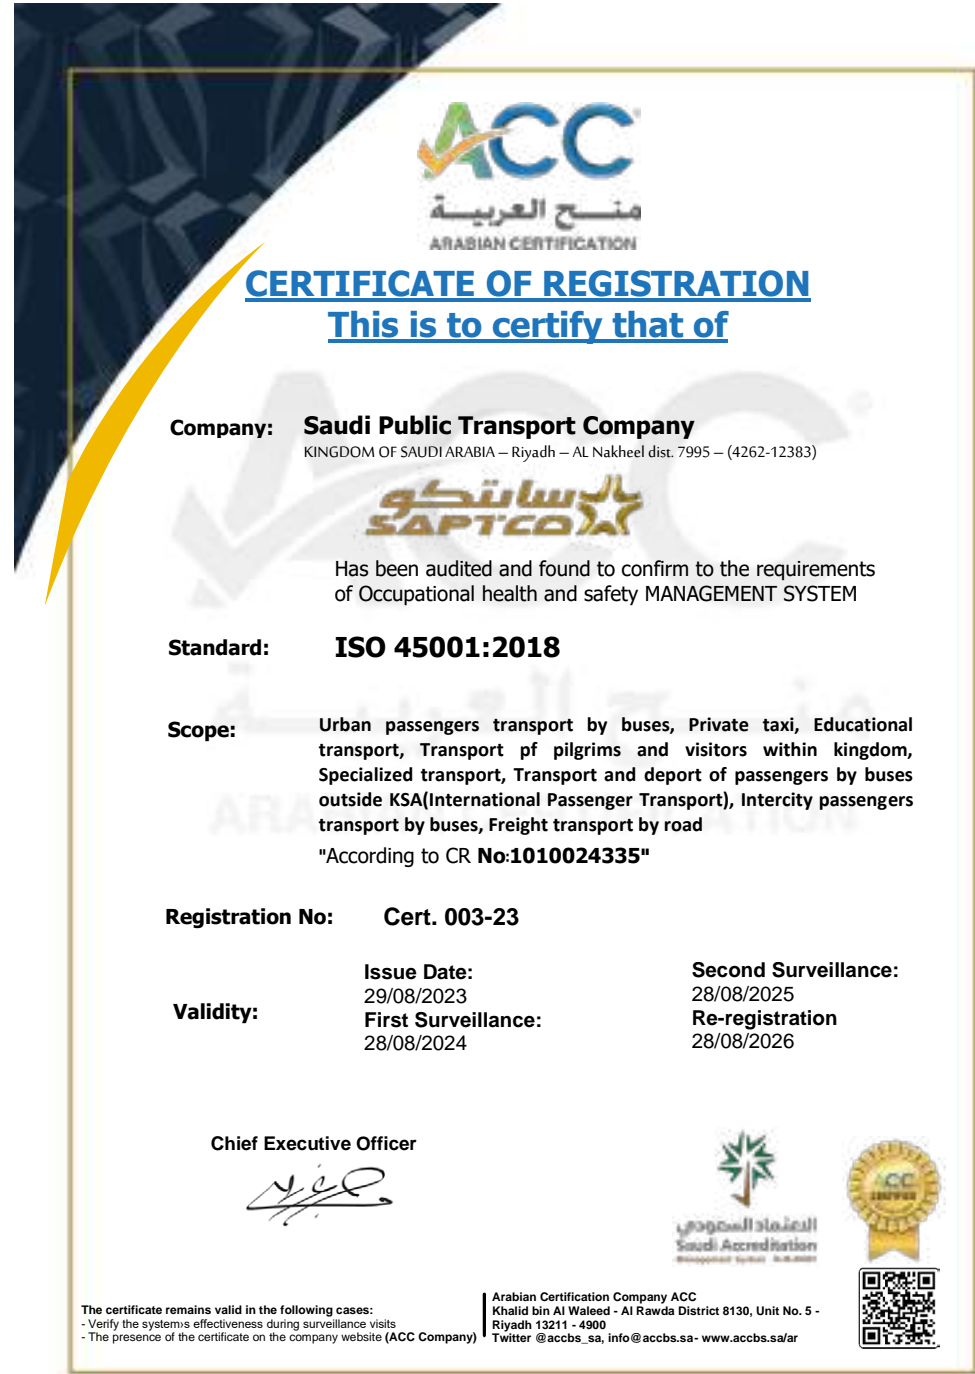 ACC
منح العربية
ARABIAN CERTIFICATION
CERTIFICATE OF REGISTRATION
This is to certify that of
Company: Saudi Public Transport Company
KINGDOM OF SAUDI ARABIA – Riyadh – AL Nakheel dist. 7995 – (4262-12383)
سابتكو
SAPTCO
Has been audited and found to confirm to the requirements
of Occupational health and safety MANAGEMENT SYSTEM
Standard: ISO 45001:2018
Scope: Urban passengers transport by buses, Private taxi, Educational
transport, Transport pf pilgrims and visitors within kingdom,
Specialized transport, Transport and deport of passengers by buses
outside KSA(International Passenger Transport), Intercity passengers
transport by buses, Freight transport by road
"According to CR No:1010024335"
Registration No: Cert. 003-23
Validity:
Issue Date:
29/08/2023
First Surveillance:
28/08/2024
Second Surveillance:
28/08/2025
Re-registration
28/08/2026
Chief Executive Officer
الاعتماد السعودي
Saudi Accreditation
Management System
ACC
The certificate remains valid in the following cases:
- Verify the system›s effectiveness during surveillance visits
- The presence of the certificate on the company website (ACC Company)
Arabian Certification Company ACC
Khalid bin Al Waleed - Al Rawda District 8130, Unit No. 5 -
Riyadh 13211 - 4900
Twitter @accbs_sa, info@accbs.sa- www.accbs.sa/ar